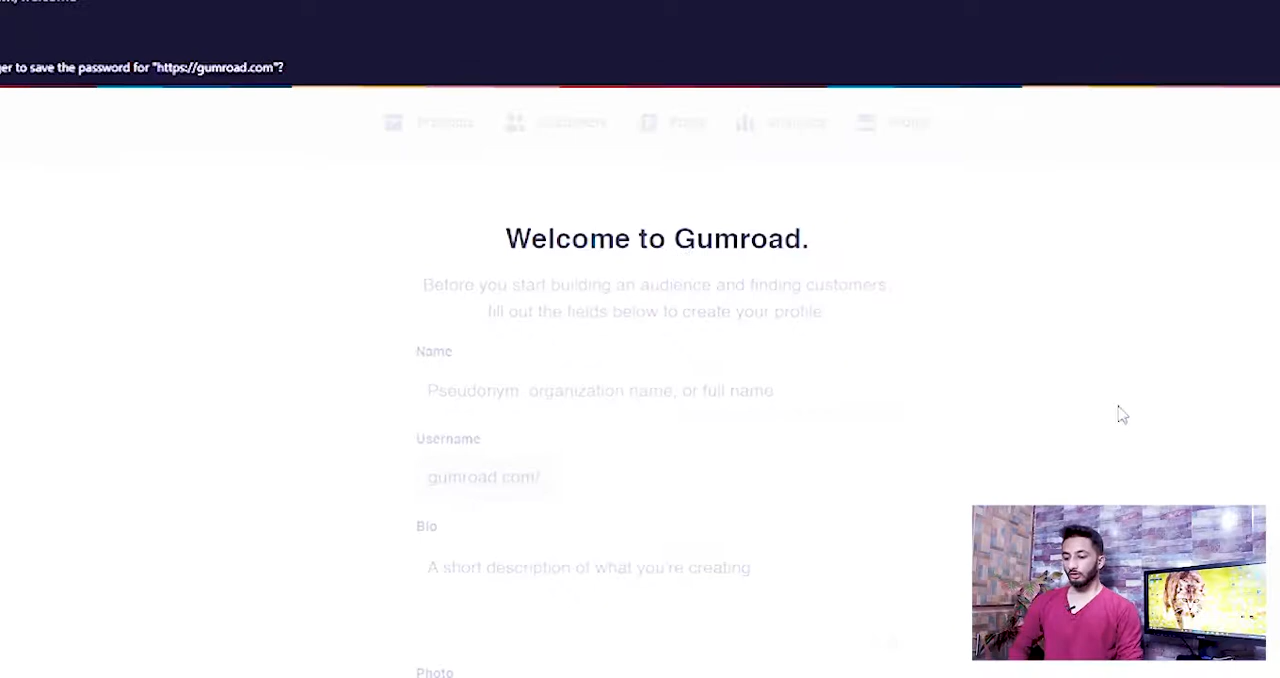 to save the password for "https://gumroad.com"?
Customers
Analytics
Welcome to Gumroad.
Before you start building an audience and finding customers,
fill out the fields below to create your profile.
Name
Pseudonym, organization name, or full name
Username
gumroad.com/
Bio
A short description of what you're creating
Photo